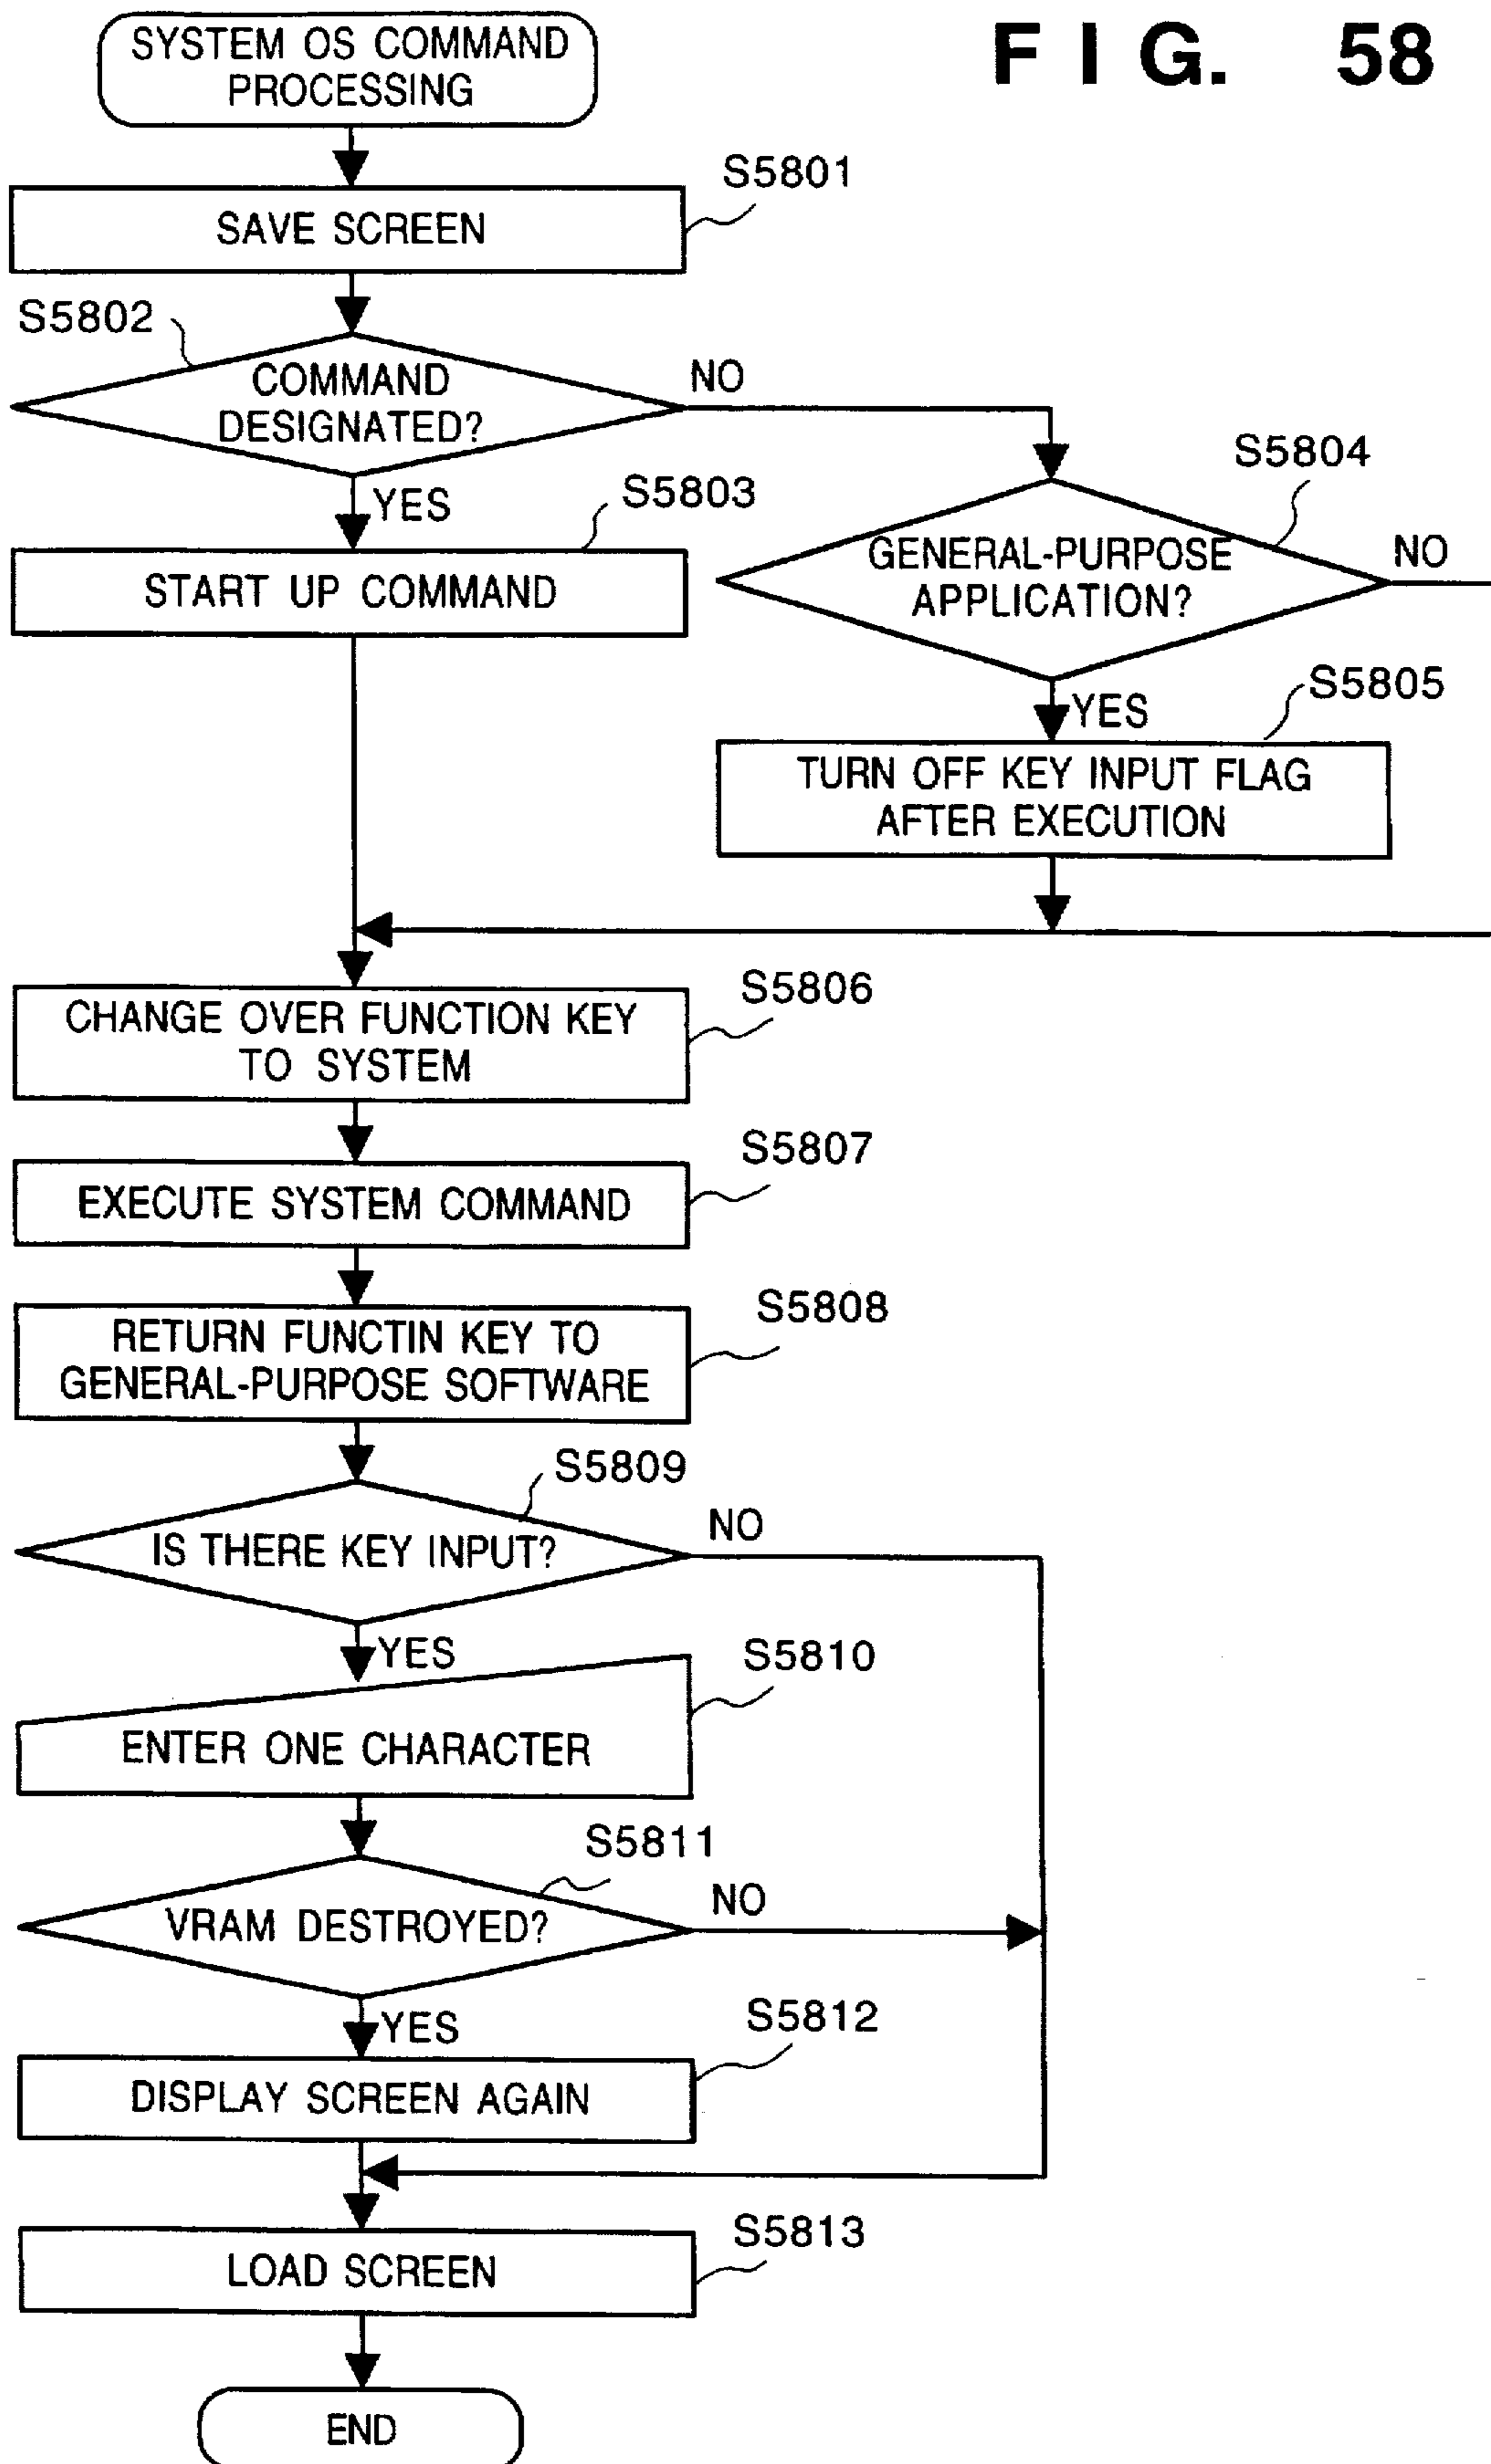 FIG. 58
SYSTEM OS COMMAND
PROCESSING
S5801
SAVE SCREEN
S5802
COMMAND
DESIGNATED?
NO
YES
S5803
START UP COMMAND
S5804
GENERAL-PURPOSE
APPLICATION?
NO
YES
S5805
TURN OFF KEY INPUT FLAG
AFTER EXECUTION
S5806
CHANGE OVER FUNCTION KEY
TO SYSTEM
S5807
EXECUTE SYSTEM COMMAND
S5808
RETURN FUNCTIN KEY TO
GENERAL-PURPOSE SOFTWARE
S5809
IS THERE KEY INPUT?
NO
YES
S5810
ENTER ONE CHARACTER
S5811
VRAM DESTROYED?
NO
YES
S5812
DISPLAY SCREEN AGAIN
S5813
LOAD SCREEN
END